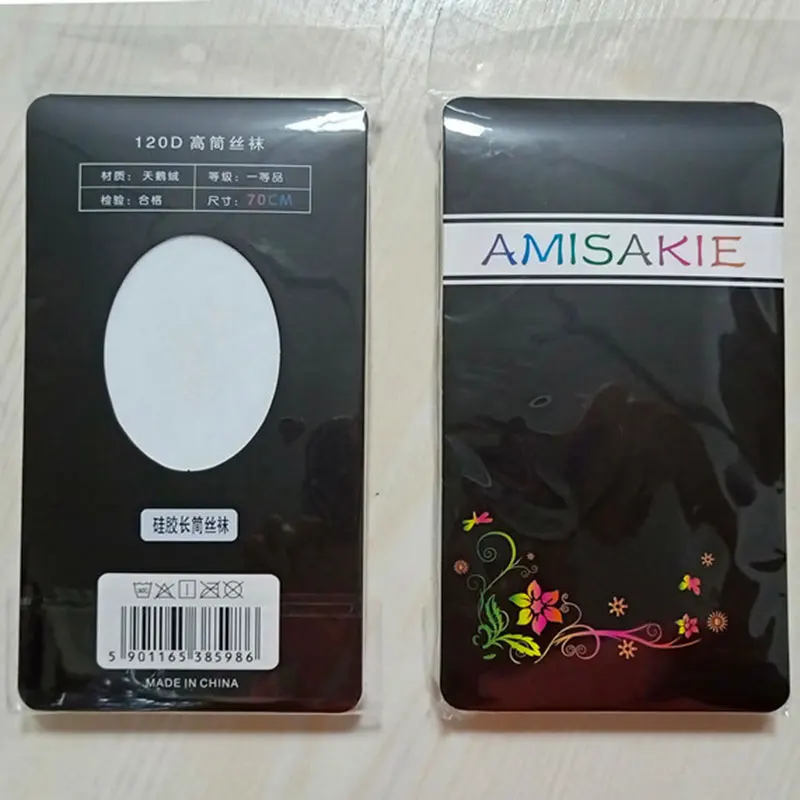 120D 高筒丝袜
材质：天鹅绒 等级：一等品
检验：合格 尺寸：70CM
硅胶长筒丝袜
5 901165 385986
MADE IN CHINA
AMISAKIE